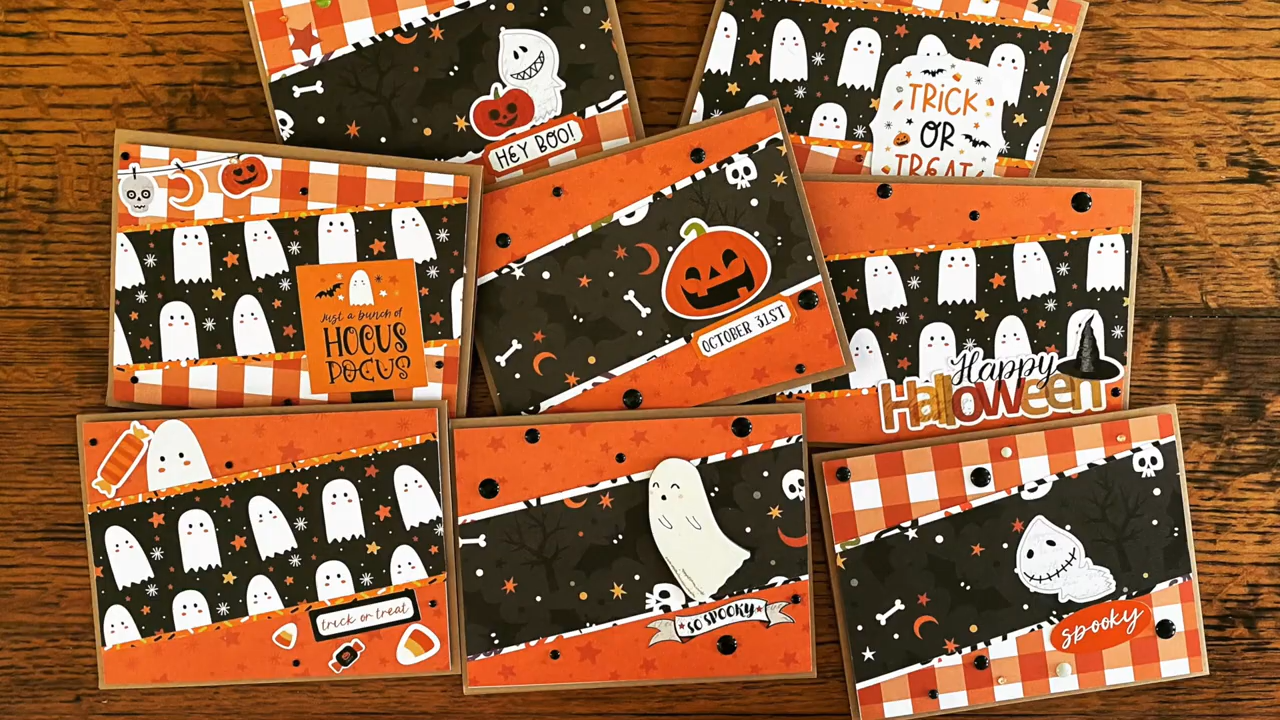 HEY BOO!
TRICK
OR
TREAT
Just a bunch of
HOCUS
POCUS
OCTOBER 31ST
Happy
Halloween
trick or treat
SO SPOOKY
spooky